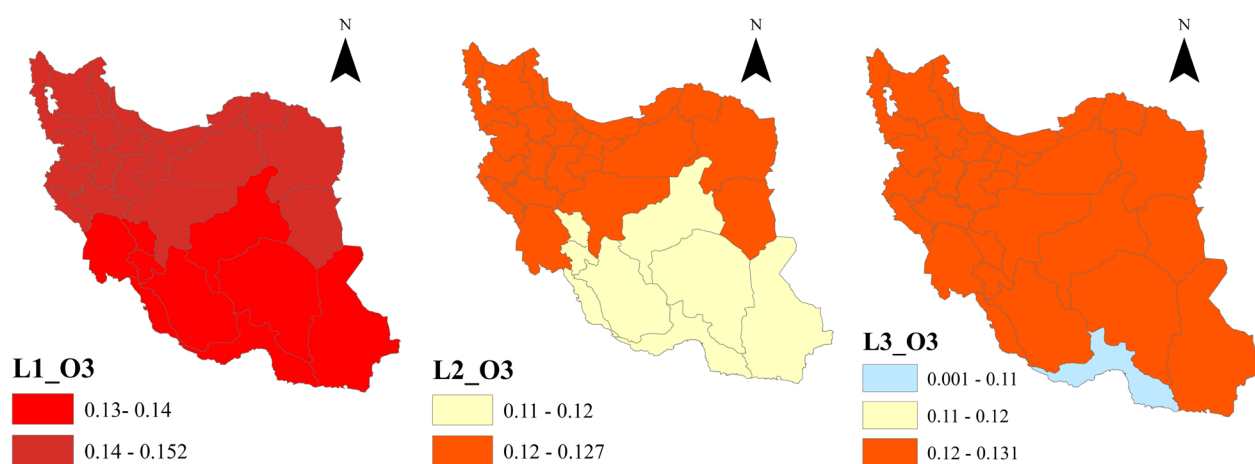 N
L1_O3
0.13- 0.14
0.14 - 0.152
N
L2_O3
0.11 - 0.12
0.12 - 0.127
N
L3_O3
0.001 - 0.11
0.11 - 0.12
0.12 - 0.131